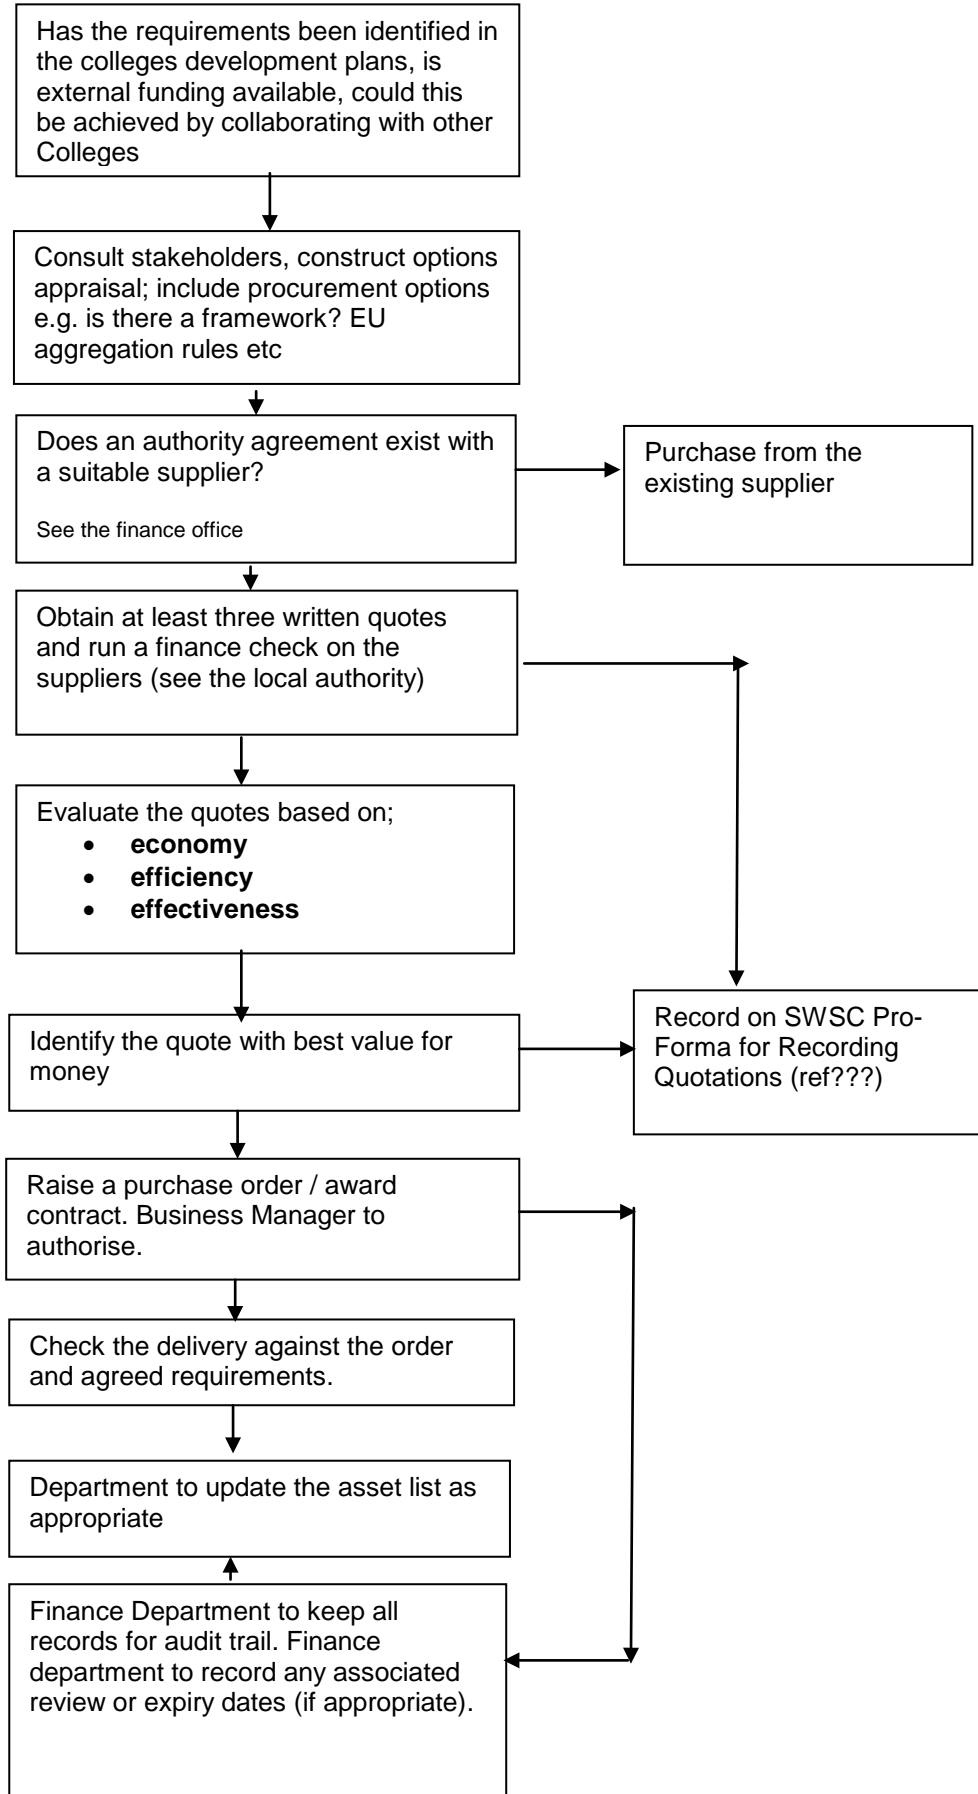 Has the requirements been identified in
the colleges development plans, is
external funding available, could this
be achieved by collaborating with other
Colleges
Consult stakeholders, construct options
appraisal; include procurement options
e.g. is there a framework? EU
aggregation rules etc
Does an authority agreement exist with
a suitable supplier?
See the finance office
Purchase from the
existing supplier
Obtain at least three written quotes
and run a finance check on the
suppliers (see the local authority)
Evaluate the quotes based on;
• economy
• efficiency
• effectiveness
Identify the quote with best value for
money
Record on SWSC Pro-
Forma for Recording
Quotations (ref???)
Raise a purchase order / award
contract. Business Manager to
authorise.
Check the delivery against the order
and agreed requirements.
Department to update the asset list as
appropriate
Finance Department to keep all
records for audit trail. Finance
department to record any associated
review or expiry dates (if appropriate).